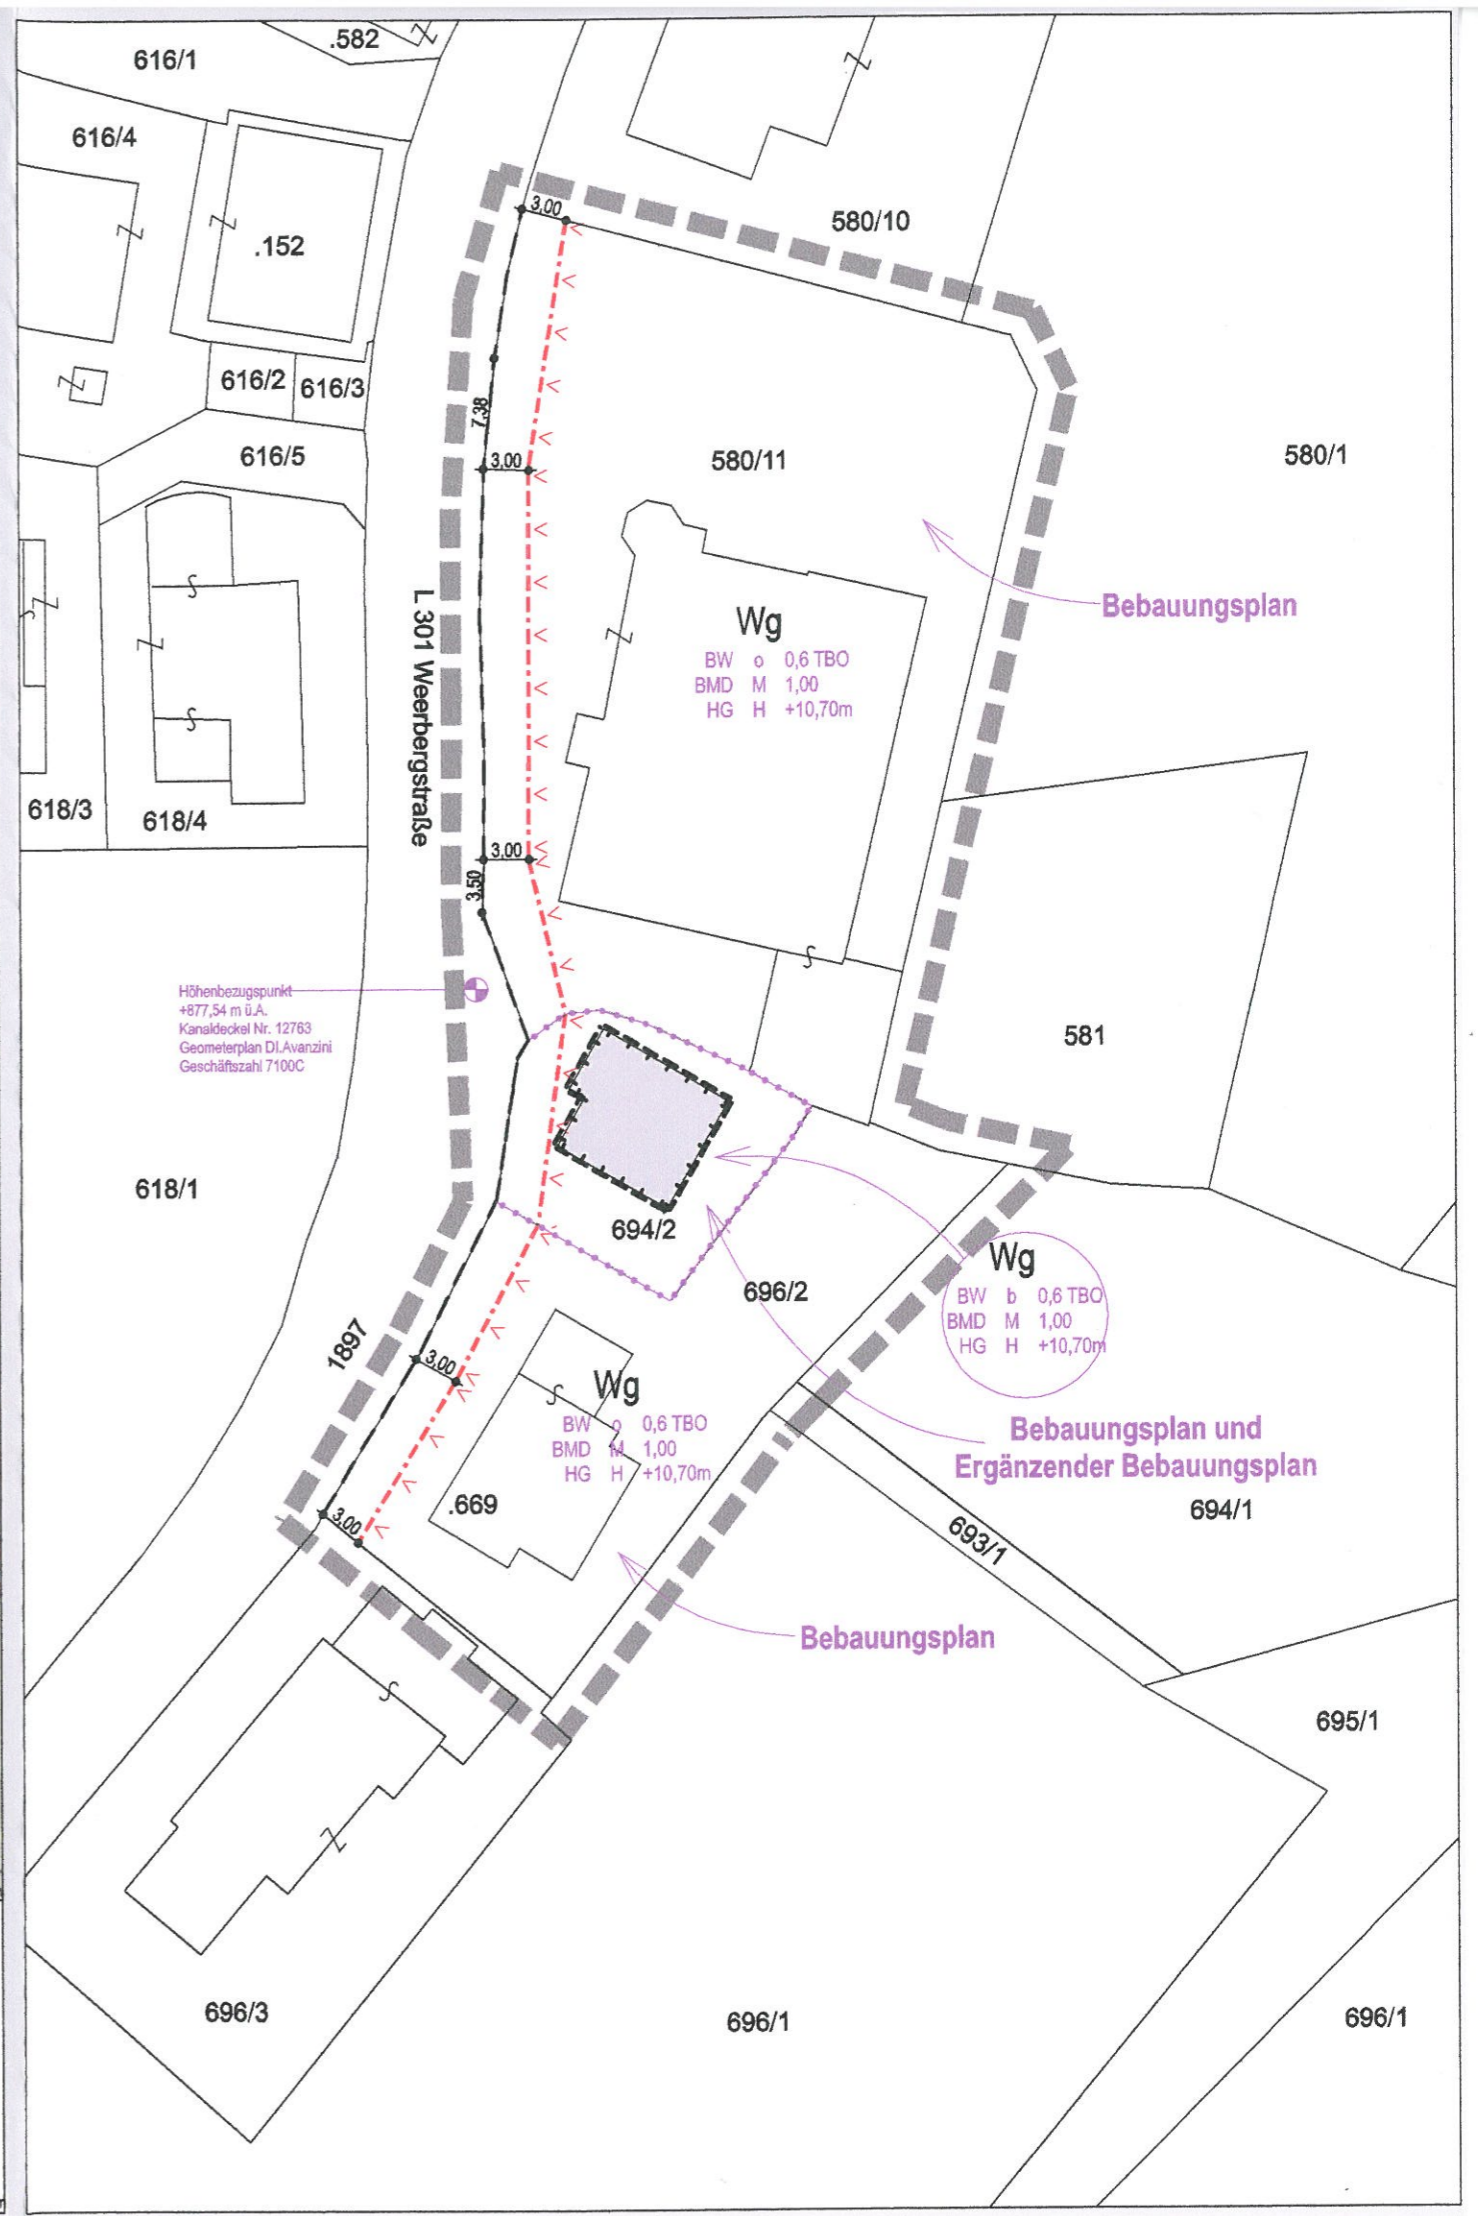 .582
616/1
616/4
.152
3,00
580/10
616/2
616/3
7,38
616/5
3,00
580/11
580/1
L 301 Weerbergstraße
Bebauungsplan
Wg
BW o 0,6 TBO
BMD M 1,00
HG H +10,70m
618/3
618/4
3,00
3,50
Höhenbezugspunkt
+877,54 m ü.A.
Kanaldeckel Nr. 12763
Geometerplan DI.Avanzini
Geschäftszahl 7100C
581
618/1
694/2
696/2
Wg
BW b 0,6 TBO
BMD M 1,00
HG H +10,70m
1897
3,00
Wg
BW o 0,6 TBO
BMD M 1,00
HG H +10,70m
Bebauungsplan und
Ergänzender Bebauungsplan
.669
694/1
3,00
693/1
Bebauungsplan
695/1
696/3
696/1
696/1